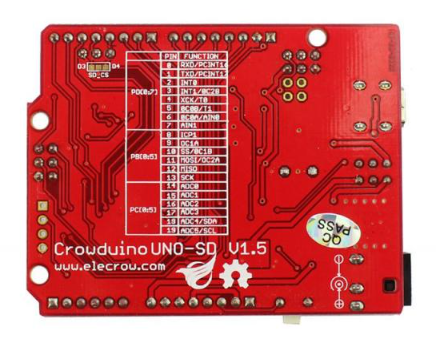 PIN FUNCTION
0 RXD/PCINT16
D3 D4
1 TXD/PCINT1
SD_CS
2 INT0
PD[0:7]
3 INT1/OC2B
4 XCK/T0
5 OC0B/T1
6 OC0A/AIN0
7 AIN1
8 ICP1
9 OC1A
PB[0:5]
10 SS/OC1B
11 MOSI/OC2A
12 MISO
13 SCK
14 ADC0
15 ADC1
PC[0:5]
16 ADC2
17 ADC3
18 ADC4/SDA
19 ADC5/SCL
QC
PASS
Crowduino UNO-SD V1.5
www.elecrow.com